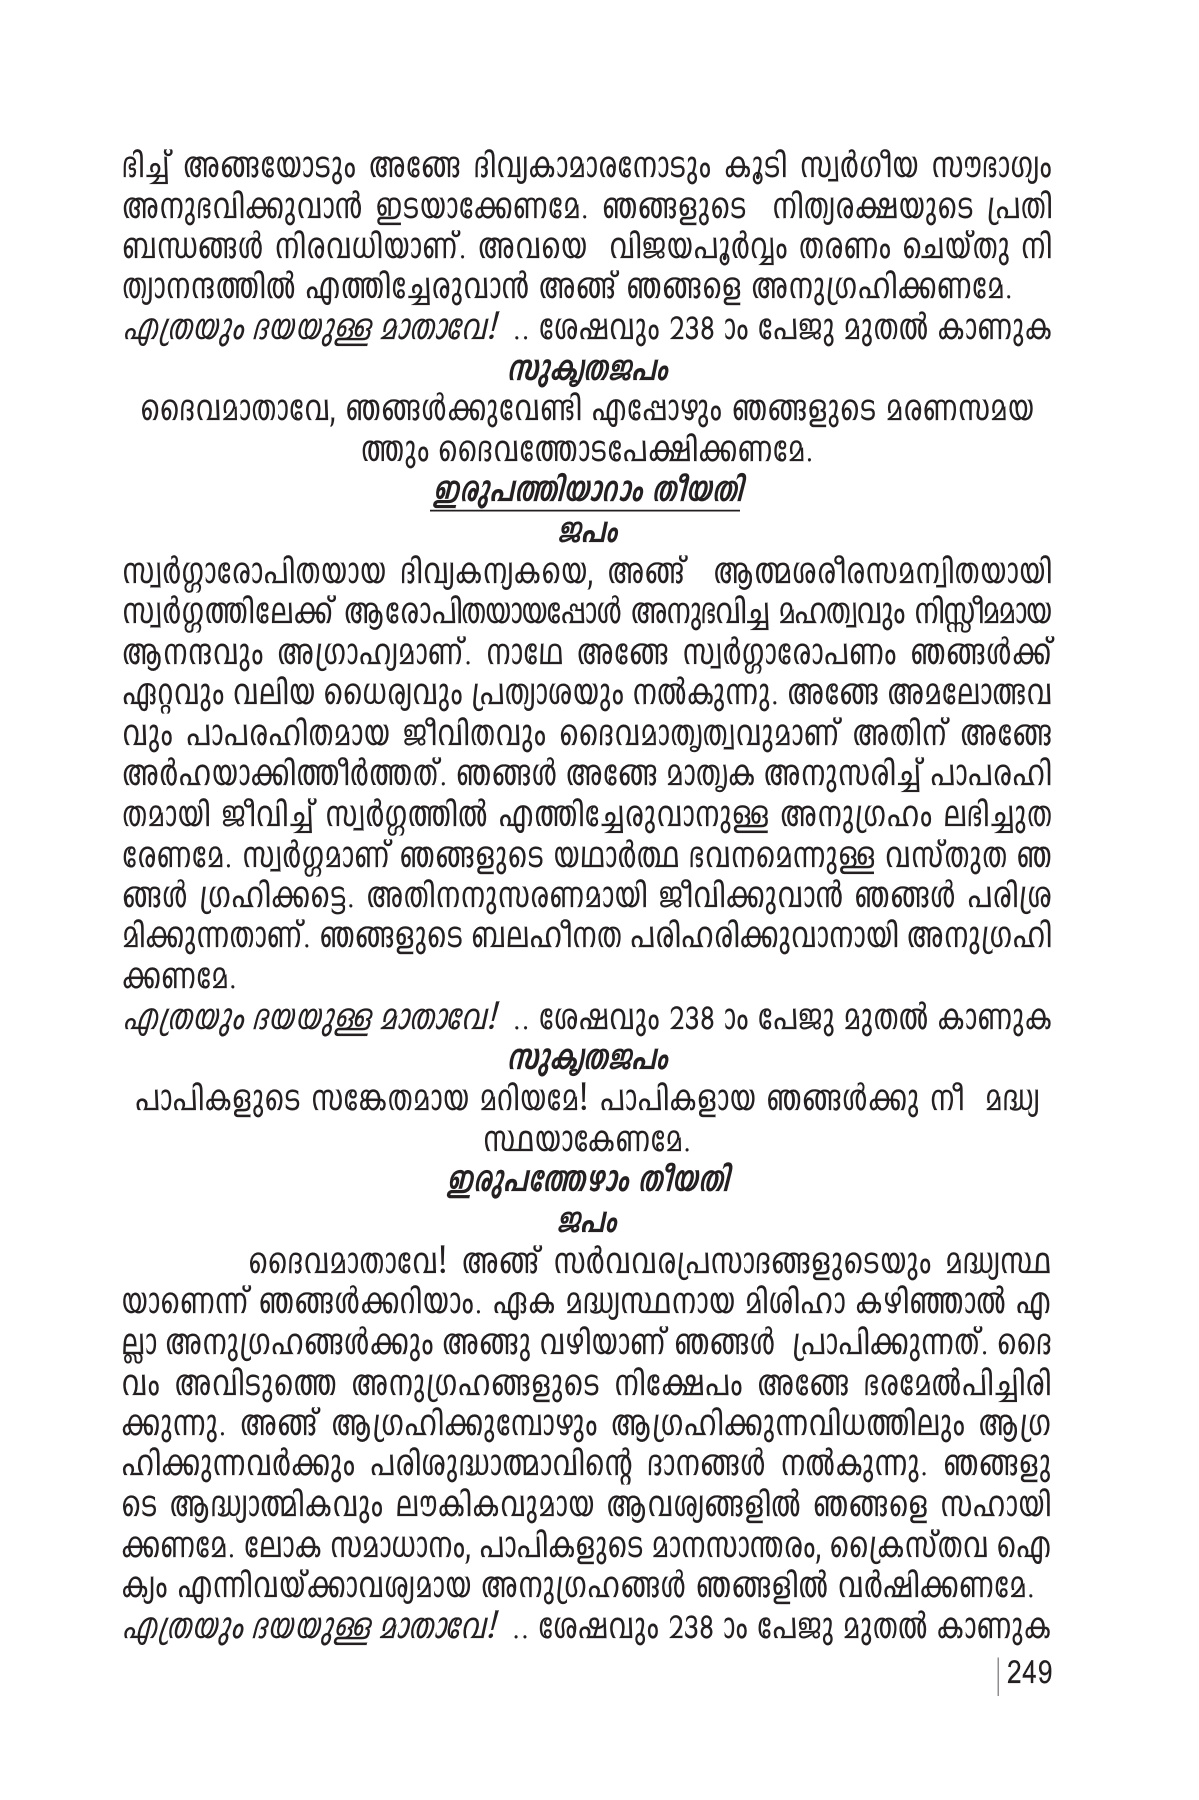 ഭിച്ച് അങ്ങയോടും അങ്ങേ ദിവ്യകാമാരനോടും കൂടി സ്വർഗീയ സൗഭാഗ്യം
അനുഭവിക്കുവാൻ ഇടയാക്കേണമേ. ഞങ്ങളുടെ നിത്യരക്ഷയുടെ പ്രതി
ബന്ധങ്ങൾ നിരവധിയാണ്. അവയെ വിജയപൂർവ്വം തരണം ചെയ്തു നി
ത്യാനന്ദത്തിൽ എത്തിച്ചേരുവാൻ അങ്ങ് ഞങ്ങളെ അനുഗ്രഹിക്കണമേ.
എത്രയും ദയയുള്ള മാതാവേ! .. ശേഷവും 238 ാം പേജു മുതൽ കാണുക
സുകൃതജപം
ദൈവമാതാവേ, ഞങ്ങൾക്കുവേണ്ടി എപ്പോഴും ഞങ്ങളുടെ മരണസമയ
ത്തും ദൈവത്തോടപേക്ഷിക്കണമേ.
ഇരുപത്തിയാറാം തീയതി
ജപം
സ്വർഗ്ഗാരോപിതയായ ദിവ്യകന്യകയെ, അങ്ങ് ആത്മശരീരസമന്വിതയായി
സ്വർഗ്ഗത്തിലേക്ക് ആരോപിതയായപ്പോൾ അനുഭവിച്ച മഹത്വവും നിസ്സീമമായ
ആനന്ദവും അഗ്രാഹ്യമാണ്. നാഥേ അങ്ങേ സ്വർഗ്ഗാരോപണം ഞങ്ങൾക്ക്
ഏറ്റവും വലിയ ധൈര്യവും പ്രത്യാശയും നൽകുന്നു. അങ്ങേ അമലോത്ഭവ
വും പാപരഹിതമായ ജീവിതവും ദൈവമാതൃത്വവുമാണ് അതിന് അങ്ങേ
അർഹയാക്കിത്തീർത്തത്. ഞങ്ങൾ അങ്ങേ മാതൃക അനുസരിച്ച് പാപരഹി
തമായി ജീവിച്ച് സ്വർഗ്ഗത്തിൽ എത്തിച്ചേരുവാനുള്ള അനുഗ്രഹം ലഭിച്ചുത
രേണമേ. സ്വർഗ്ഗമാണ് ഞങ്ങളുടെ യഥാർത്ഥ ഭവനമെന്നുള്ള വസ്തുത ഞ
ങ്ങൾ ഗ്രഹിക്കട്ടെ. അതിനനുസരണമായി ജീവിക്കുവാൻ ഞങ്ങൾ പരിശ്ര
മിക്കുന്നതാണ്. ഞങ്ങളുടെ ബലഹീനത പരിഹരിക്കുവാനായി അനുഗ്രഹി
ക്കണമേ.
എത്രയും ദയയുള്ള മാതാവേ! .. ശേഷവും 238 ാം പേജു മുതൽ കാണുക
സുകൃതജപം
പാപികളുടെ സങ്കേതമായ മറിയമേ! പാപികളായ ഞങ്ങൾക്കു നീ മദ്ധ്യ
സ്ഥയാകേണമേ.
ഇരുപത്തേഴാം തീയതി
ജപം
ദൈവമാതാവേ! അങ്ങ് സർവവരപ്രസാദങ്ങളുടെയും മദ്ധ്യസ്ഥ
യാണെന്ന് ഞങ്ങൾക്കറിയാം. ഏക മദ്ധ്യസ്ഥനായ മിശിഹാ കഴിഞ്ഞാൽ എ
ല്ലാ അനുഗ്രഹങ്ങൾക്കും അങ്ങു വഴിയാണ് ഞങ്ങൾ പ്രാപിക്കുന്നത്. ദൈ
വം അവിടുത്തെ അനുഗ്രഹങ്ങളുടെ നിക്ഷേപം അങ്ങേ ഭരമേൽപിച്ചിരി
ക്കുന്നു. അങ്ങ് ആഗ്രഹിക്കുമ്പോഴും ആഗ്രഹിക്കുന്നവിധത്തിലും ആഗ്ര
ഹിക്കുന്നവർക്കും പരിശുദ്ധാത്മാവിന്റെ ദാനങ്ങൾ നൽകുന്നു. ഞങ്ങളു
ടെ ആദ്ധ്യാത്മികവും ലൗകികവുമായ ആവശ്യങ്ങളിൽ ഞങ്ങളെ സഹായി
ക്കണമേ. ലോക സമാധാനം, പാപികളുടെ മാനസാന്തരം, ക്രൈസ്തവ ഐ
ക്യം എന്നിവയ്ക്കാവശ്യമായ അനുഗ്രഹങ്ങൾ ഞങ്ങളിൽ വർഷിക്കണമേ.
എത്രയും ദയയുള്ള മാതാവേ! .. ശേഷവും 238 ാം പേജു മുതൽ കാണുക
249